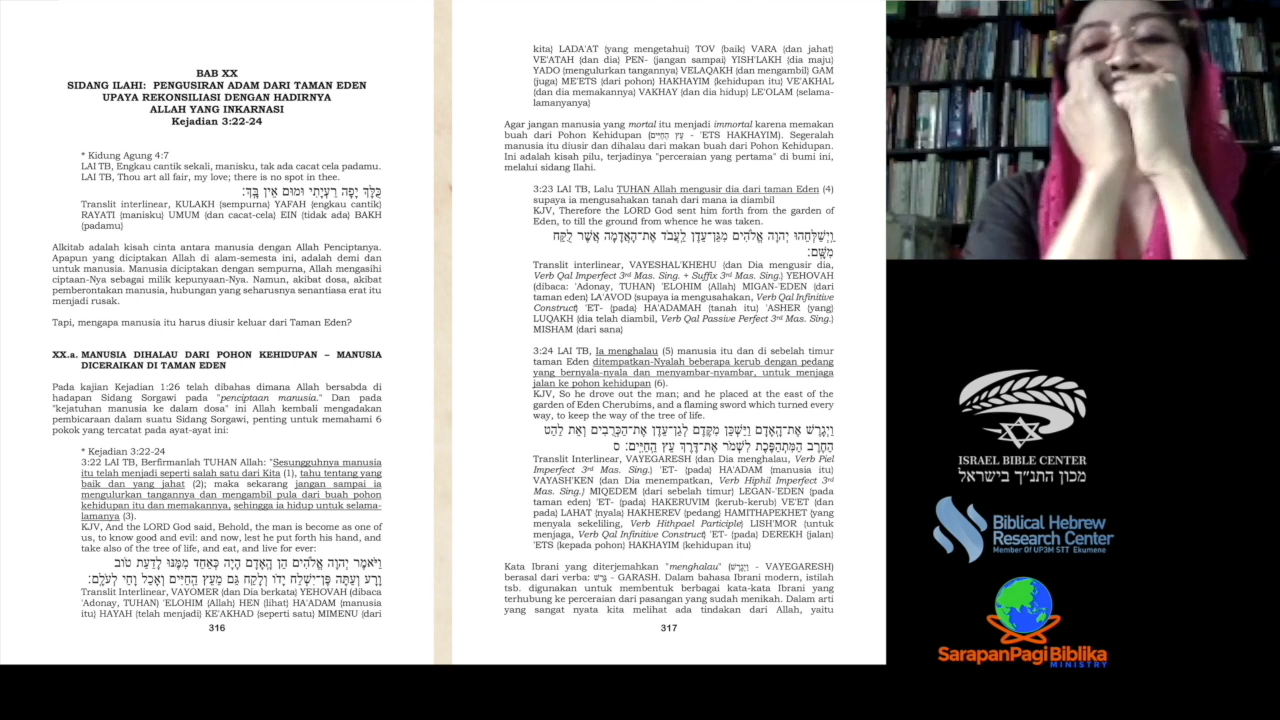 BAB XX
SIDANG ILAHI: PENGUSIRAN ADAM DARI TAMAN EDEN
UPAYA REKONSILIASI DENGAN HADIRNYA
ALLAH YANG INKARNASI
Kejadian 3:22-24
* Kidung Agung 4:7
LAI TB, Engkau cantik sekali, manisku, tak ada cacat cela padamu.
LAI TB, Thou art all fair, my love; there is no spot in thee.
כֻּלָּךְ יָפָה רַעְיָתִי וּמוּם אֵין בָּךְ׃
Translit interlinear, KULAKH {sempurna} YAFAH {engkau cantik}
RAYATI {manisku} UMUM {dan cacat-cela} EIN {tidak ada} BAKH
{padamu}
Alkitab adalah kisah cinta antara manusia dengan Allah Penciptanya.
Apapun yang diciptakan Allah di alam-semesta ini, adalah demi dan
untuk manusia. Manusia diciptakan dengan sempurna, Allah mengasihi
ciptaan-Nya sebagai milik kepunyaan-Nya. Namun, akibat dosa, akibat
pemberontakan manusia, hubungan yang seharusnya senantiasa erat itu
menjadi rusak.
Tapi, mengapa manusia itu harus diusir keluar dari Taman Eden?
XX.a. MANUSIA DIHALAU DARI POHON KEHIDUPAN – MANUSIA
DICERAIKAN DI TAMAN EDEN
Pada kajian Kejadian 1:26 telah dibahas dimana Allah bersabda di
hadapan Sidang Sorgawi pada "penciptaan manusia." Dan pada
"kejatuhan manusia ke dalam dosa" ini Allah kembali mengadakan
pembicaraan dalam suatu Sidang Sorgawi, penting untuk memahami 6
pokok yang tercatat pada ayat-ayat ini:
* Kejadian 3:22-24
3:22 LAI TB, Berfirmanlah TUHAN Allah: "Sesungguhnya manusia
itu telah menjadi seperti salah satu dari Kita (1), tahu tentang yang
baik dan yang jahat (2); maka sekarang jangan sampai ia
mengulurkan tangannya dan mengambil pula dari buah pohon
kehidupan itu dan memakannya, sehingga ia hidup untuk selama-
lamanya (3).
KJV, And the LORD God said, Behold, the man is become as one of
us, to know good and evil: and now, lest he put forth his hand, and
take also of the tree of life, and eat, and live for ever:
וַיֹּאמֶר יְהוָה אֱלֹהִים הֵן הָאָדָם הָיָה כְּאַחַד מִמֶּנּוּ לָדַעַת טוֹב
וָרָע וְעַתָּה פֶּן־יִשְׁלַח יָדוֹ וְלָקַח גַּם מֵעֵץ הַחַיִּים וְאָכַל וָחַי לְעֹלָם׃
Translit Interlinear, VAYOMER {dan Dia berkata} YEHOVAH {dibaca
'Adonay, TUHAN} 'ELOHIM {Allah} HEN {lihat} HA'ADAM {manusia
itu} HAYAH {telah menjadi} KE'AKHAD {seperti satu} MIMENU {dari
316
kita} LADA'AT {yang mengetahui} TOV {baik} VARA {dan jahat}
VE'ATAH {dan dia} PEN- {jangan sampai} YISH'LAKH {dia maju}
YADO {mengulurkan tangannya} VELAQAKH {dan mengambil} GAM
{juga} ME'ETS {dari pohon} HAKHAYIM {kehidupan itu} VE'AKHAL
{dan dia memakannya} VAKHAY {dan dia hidup} LE'OLAM {selama-
lamanyanya}
Agar jangan manusia yang mortal itu menjadi immortal karena memakan
buah dari Pohon Kehidupan (עֵץ הַחַיִּים - 'ETS HAKHAYIM). Segeralah
manusia itu diusir dan dihalau dari makan buah dari Pohon Kehidupan.
Ini adalah kisah pilu, terjadinya "perceraian yang pertama" di bumi ini,
melalui sidang Ilahi.
3:23 LAI TB, Lalu TUHAN Allah mengusir dia dari taman Eden (4)
supaya ia mengusahakan tanah dari mana ia diambil
KJV, Therefore the LORD God sent him forth from the garden of
Eden, to till the ground from whence he was taken.
וַיְשַׁלְּחֵהוּ יְהוָה אֱלֹהִים מִגַּן־עֵדֶן לַעֲבֹד אֶת־הָאֲדָמָה אֲשֶׁר לֻקַּח
מִשָּׁם׃
Translit interlinear, VAYESHAL'KHEHU {dan Dia mengusir dia,
Verb Qal Imperfect 3rd Mas. Sing. + Suffix 3rd Mas. Sing.} YEHOVAH
{dibaca: 'Adonay, TUHAN} 'ELOHIM {Allah} MIGAN-'EDEN {dari
taman eden} LA'AVOD {supaya ia mengusahakan, Verb Qal Infinitive
Construct} 'ET- {pada} HA'ADAMAH {tanah itu} 'ASHER {yang}
LUQAKH {dia telah diambil, Verb Qal Passive Perfect 3rd Mas. Sing.}
MISHAM {dari sana}
3:24 LAI TB, Ia menghalau (5) manusia itu dan di sebelah timur
taman Eden ditempatkan-Nyalah beberapa kerub dengan pedang
yang bernyala-nyala dan menyambar-nyambar, untuk menjaga
jalan ke pohon kehidupan (6).
KJV, So he drove out the man; and he placed at the east of the
garden of Eden Cherubims, and a flaming sword which turned every
way, to keep the way of the tree of life.
וַיְגָרֶשׁ אֶת־הָאָדָם וַיַּשְׁכֵּן מִקֶּדֶם לְגַן־עֵדֶן אֶת־הַכְּרֻבִים וְאֵת לַהַט
הַחֶרֶב הַמִּתְהַפֶּכֶת לִשְׁמֹר אֶת־דֶּרֶךְ עֵץ הַחַיִּים׃ ס
Translit Interlinear, VAYEGARESH {dan Dia menghalau, Verb Piel
Imperfect 3rd Mas. Sing.} 'ET- {pada} HA'ADAM {manusia itu}
VAYASH'KEN {dan Dia menempatkan, Verb Hiphil Imperfect 3rd
Mas. Sing.} MIQEDEM {dari sebelah timur} LEGAN-'EDEN {pada
taman eden} 'ET- {pada} HAKERUVIM {kerub-kerub} VE'ET {dan
pada} LAHAT {nyala} HAKHEREV {pedang} HAMITHAPEKHET {yang
menyala sekeliling, Verb Hithpael Participle} LISH'MOR {untuk
menjaga, Verb Qal Infinitive Construct} 'ET- {pada} DEREKH {jalan}
'ETS {kepada pohon} HAKHAYIM {kehidupan itu}
Kata Ibrani yang diterjemahkan "menghalau" (וַיְגָרֶשׁ - VAYEGARESH)
berasal dari verba: גָּרַשׁ - GARASH. Dalam bahasa Ibrani modern, istilah
tsb. digunakan untuk membentuk berbagai kata-kata Ibrani yang
terhubung ke perceraian dari pasangan yang sudah menikah. Dalam arti
yang sangat nyata kita melihat ada tindakan dari Allah, yaitu
317
ISRAEL BIBLE CENTER
מכון התנ״ך בישראל
Biblical Hebrew
Research Center
Member Of UP3M STT Ekumene
SarapanPagi Biblika
MINISTRY